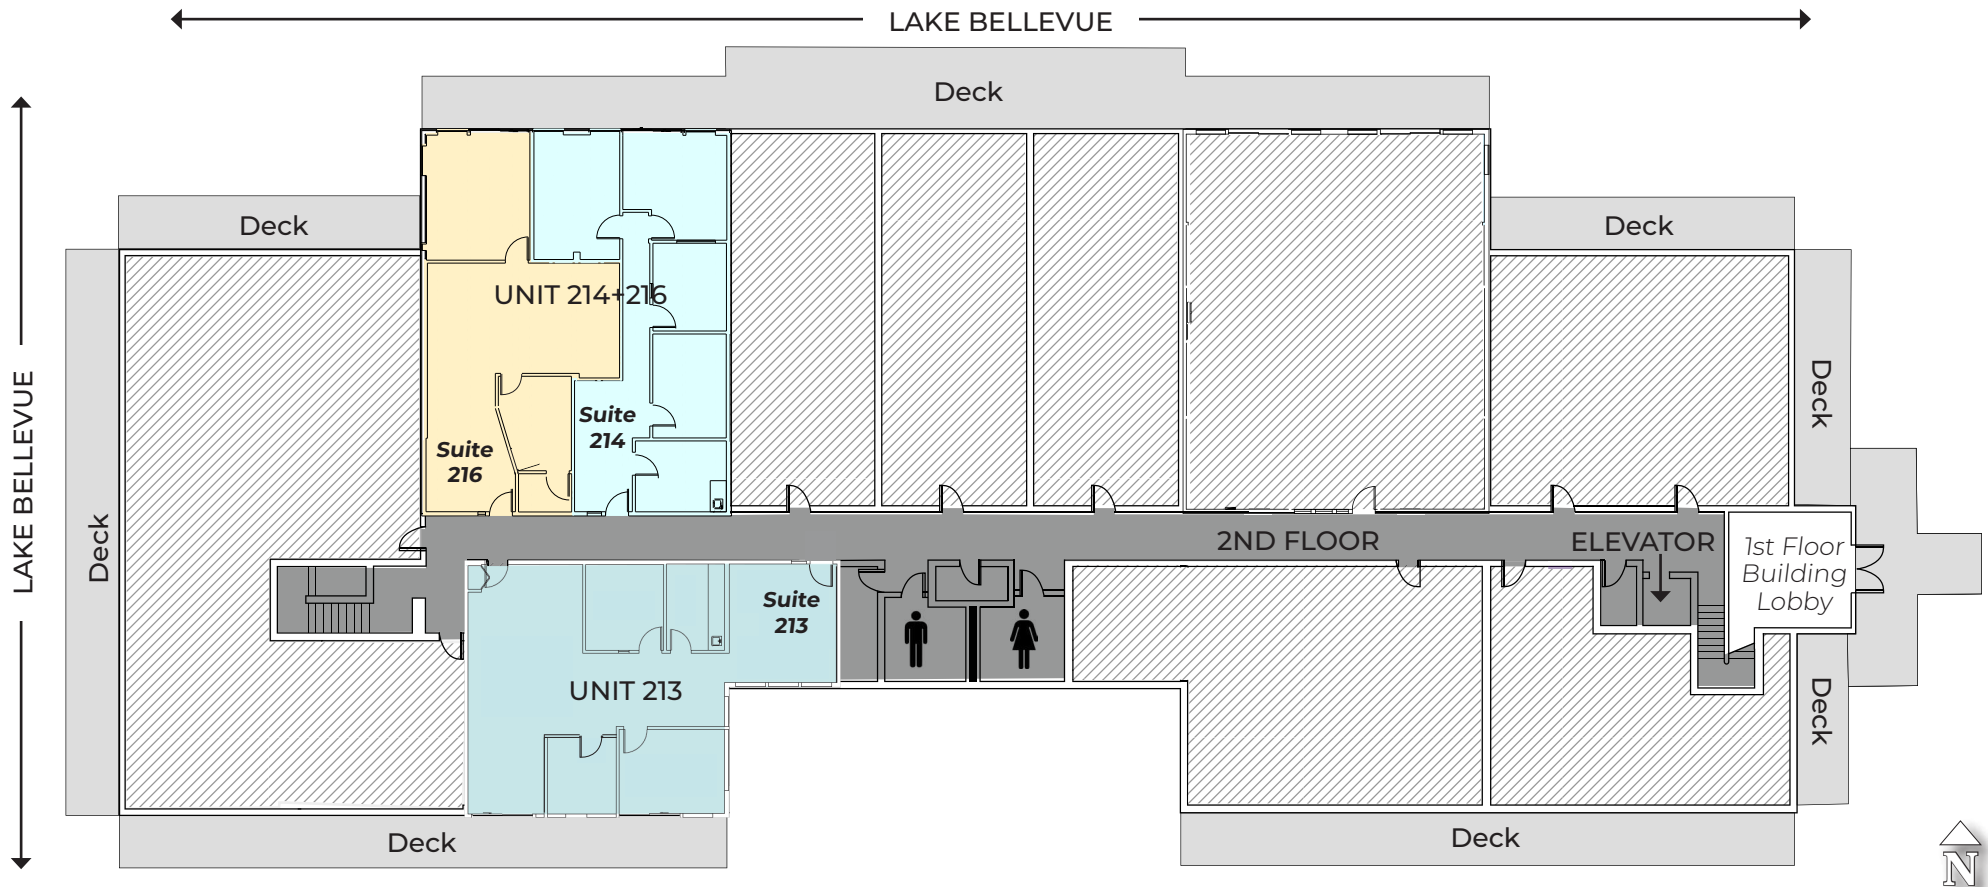 LAKE BELLEVUE
Deck
Deck
Deck
UNIT 214+216
Suite
214
Suite
216
LAKE BELLEVUE
Deck
Deck
2ND FLOOR
ELEVATOR
1st Floor
Building
Lobby
Suite
213
UNIT 213
Deck
Deck
Deck
N